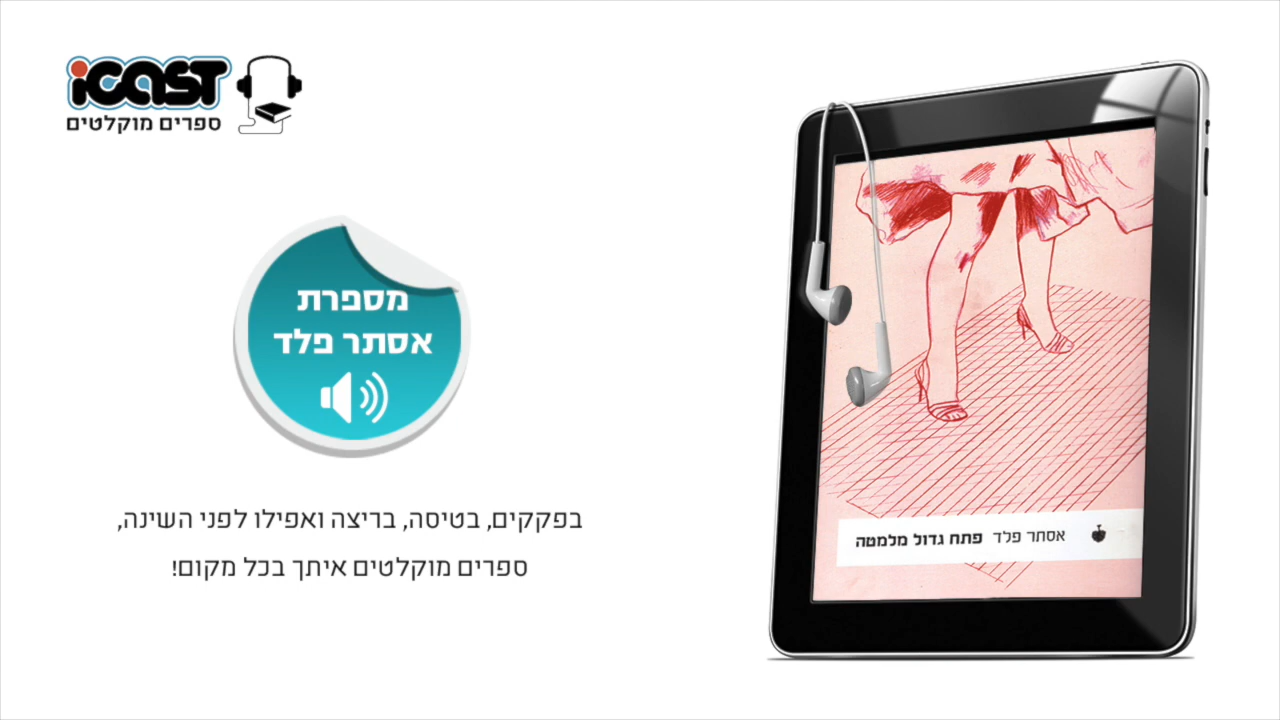 iCAST
ספרים מוקלטים
מספרת
אסתר פלד
בפקקים, בטיסה, בריצה ואפילו לפני השינה,
ספרים מוקלטים איתך בכל מקום!
אסתר פלד פתח גדול מלמטה